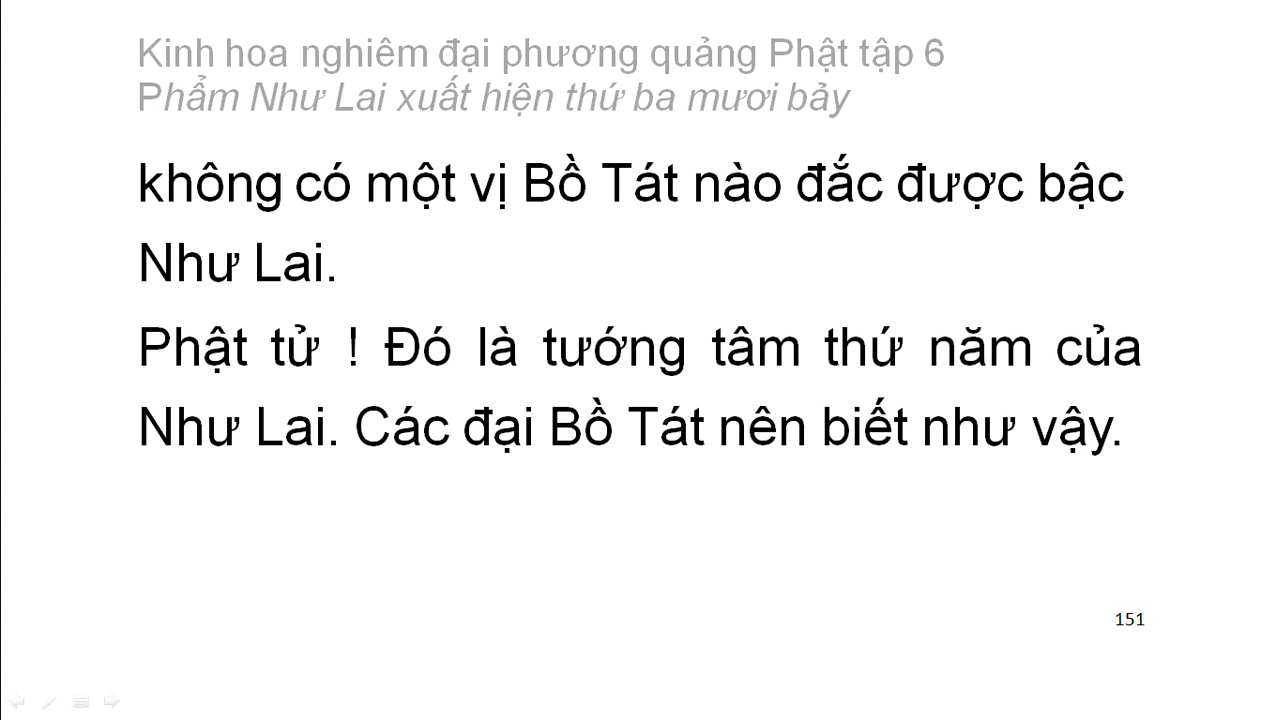 Kinh hoa nghiêm đại phương quảng Phật tập 6
Phẩm Như Lai xuất hiện thứ ba mươi bảy
không có một vị Bồ Tát nào đắc được bậc
Như Lai.
Phật tử ! Đó là tướng tâm thứ năm của
Như Lai. Các đại Bồ Tát nên biết như vậy.
151